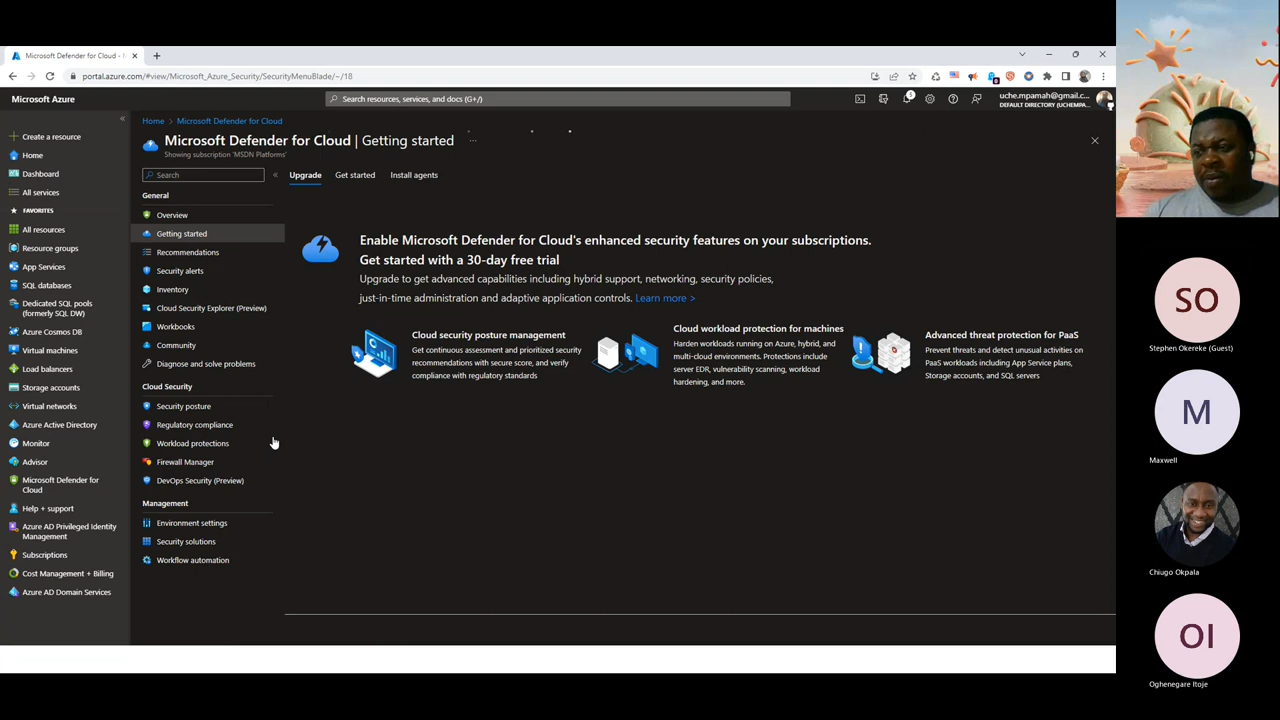 Microsoft Defender for Cloud -
portal.azure.com/#view/Microsoft_Azure_Security/SecurityMenuBlade/~/18
Microsoft Azure
Search resources, services, and docs (G+/)
uche.mpamah@gmail.c...
DEFAULT DIRECTORY (UCHEMPA...
Create a resource
Home
Dashboard
All services
FAVORITES
All resources
Resource groups
App Services
SQL databases
Dedicated SQL pools
(formerly SQL DW)
Azure Cosmos DB
Virtual machines
Load balancers
Storage accounts
Virtual networks
Azure Active Directory
Monitor
Advisor
Microsoft Defender for
Cloud
Help + support
Azure AD Privileged Identity
Management
Subscriptions
Cost Management + Billing
Azure AD Domain Services
Home > Microsoft Defender for Cloud
Microsoft Defender for Cloud | Getting started ...
Showing subscription 'MSDN Platforms'
Search
General
Overview
Getting started
Recommendations
Security alerts
Inventory
Cloud Security Explorer (Preview)
Workbooks
Community
Diagnose and solve problems
Cloud Security
Security posture
Regulatory compliance
Workload protections
Firewall Manager
DevOps Security (Preview)
Management
Environment settings
Security solutions
Workflow automation
Upgrade
Get started
Install agents
Enable Microsoft Defender for Cloud's enhanced security features on your subscriptions.
Get started with a 30-day free trial
Upgrade to get advanced capabilities including hybrid support, networking, security policies,
just-in-time administration and adaptive application controls. Learn more >
Cloud security posture management
Get continuous assessment and prioritized security
recommendations with secure score, and verify
compliance with regulatory standards
Cloud workload protection for machines
Harden workloads running on Azure, hybrid, and
multi-cloud environments. Protections include
server EDR, vulnerability scanning, workload
hardening, and more.
Advanced threat protection for PaaS
Prevent threats and detect unusual activities on
PaaS workloads including App Service plans,
Storage accounts, and SQL servers
SO
Stephen Okereke (Guest)
M
Maxwell
Chiugo Okpala
OI
Oghenegare Itoje